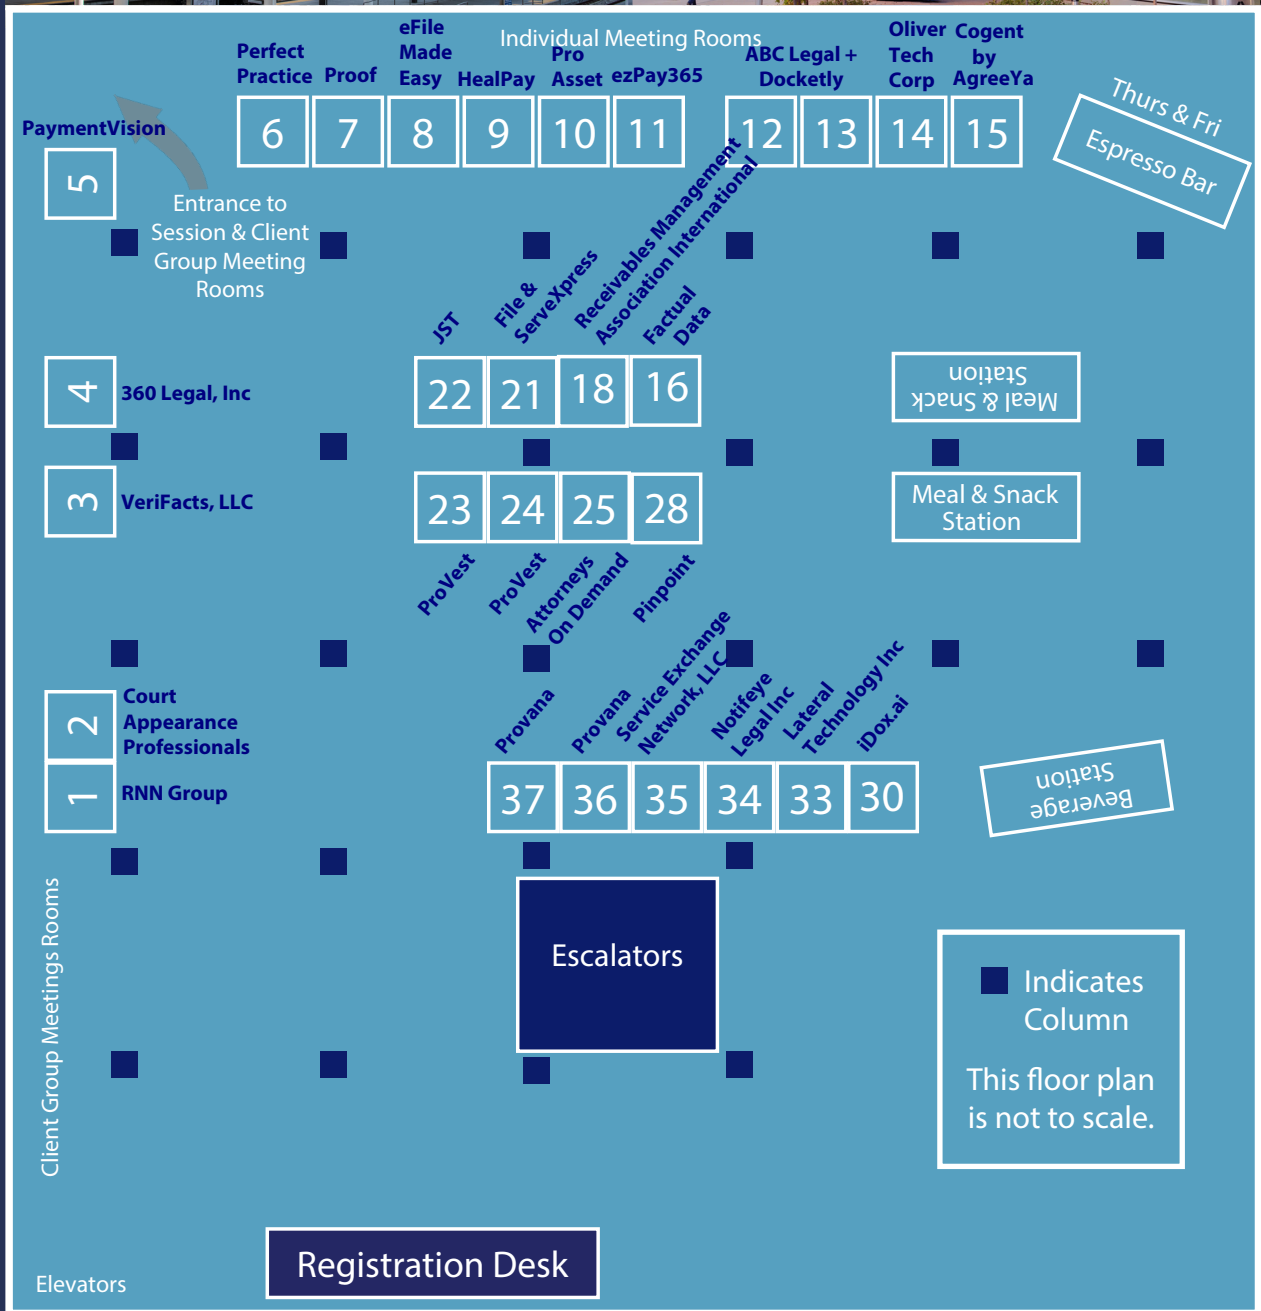 Individual Meeting Rooms
Perfect
Practice
Proof
eFile
Made
Easy
HealPay
Pro
Asset
ezPay365
ABC Legal +
Docketly
Oliver
Tech
Corp
Cogent
by
AgreeYa
6
7
8
9
10
11
12
13
14
15
Thurs & Fri
Espresso Bar
PaymentVision
5
Entrance to
Session & Client
Group Meeting
Rooms
4
360 Legal, Inc
3
VeriFacts, LLC
JST
File &
ServeXpress
Receivables Management
Association International
Factual
Data
22
21
18
16
Meal & Snack
Station
23
24
25
28
Meal & Snack
Station
ProVest
ProVest
Attorneys
On Demand
Pinpoint
2
Court
Appearance
Professionals
1
RNN Group
Provana
Provana
Service Exchange
Network, LLC
Notifeye
Legal Inc
Lateral
Technology Inc
iDox.ai
37
36
35
34
33
30
Beverage
Station
Escalators
Client Group Meetings Rooms
Indicates
Column
This floor plan
is not to scale.
Registration Desk
Elevators